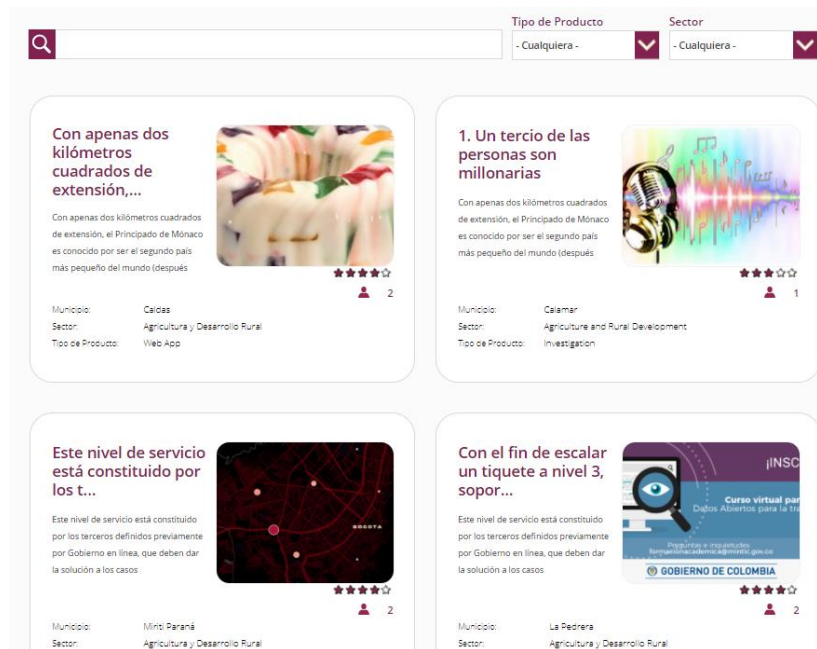 Tipo de Producto
Sector
- Cualquiera -
- Cualquiera -
Con apenas dos
kilómetros
cuadrados de
extensión,...
Con apenas dos kilómetros cuadrados
de extensión, el Principado de Mónaco
es conocido por ser el segundo país
más pequeño del mundo (después
2
Municipio: Caldas
Sector: Agricultura y Desarrollo Rural
Tipo de Producto: Web App
1. Un tercio de las
personas son
millonarias
Con apenas dos kilómetros cuadrados
de extensión, el Principado de Mónaco
es conocido por ser el segundo país
más pequeño del mundo (después
1
Municipio: Calamar
Sector: Agriculture and Rural Development
Tipo de Producto: Investigation
Este nivel de servicio
está constituido por
los t...
Este nivel de servicio está constituido
por los terceros definidos previamente
por Gobierno en línea, que deben dar
la solución a los casos
BOGOTA
2
Municipio: Miriti Paraná
Sector: Agricultura y Desarrollo Rural
Con el fin de escalar
un tiquete a nivel 3,
sopor...
Este nivel de servicio está constituido
por los terceros definidos previamente
por Gobierno en línea, que deben dar
la solución a los casos
¡INSC
Curso virtual par
Datos Abiertos para la tra
Preguntas e inquietudes
formacionacademica@mintic.gov.co
GOBIERNO DE COLOMBIA
2
Municipio: La Pedrera
Sector: Agricultura y Desarrollo Rural